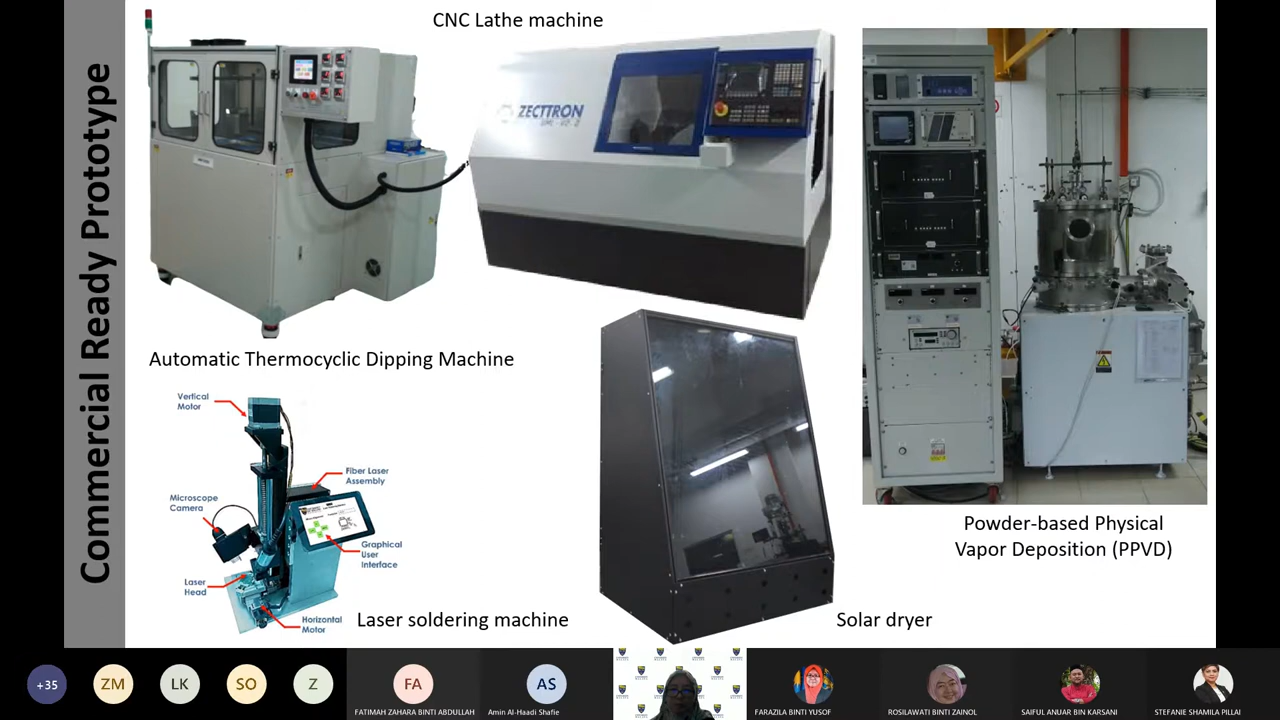 Commercial Ready Prototype
CNC Lathe machine
ZECTTRON
Automatic Thermocyclic Dipping Machine
Vertical
Motor
Fiber Laser
Assembly
Microscope
Camera
Graphical
User
Interface
Laser
Head
Horizontal
Motor
Laser soldering machine
Solar dryer
Powder-based Physical
Vapor Deposition (PPVD)
+35
ZM
LK
SO
Z
FA
FATIMAH ZAHARA BINTI ABDULLAH
AS
Amin Al-Haadi Shafie
FARAZILA BINTI YUSOF
ROSILAWATI BINTI ZAINOL
SAIFUL ANUAR BIN KARSANI
STEFANIE SHAMILA PILLAI